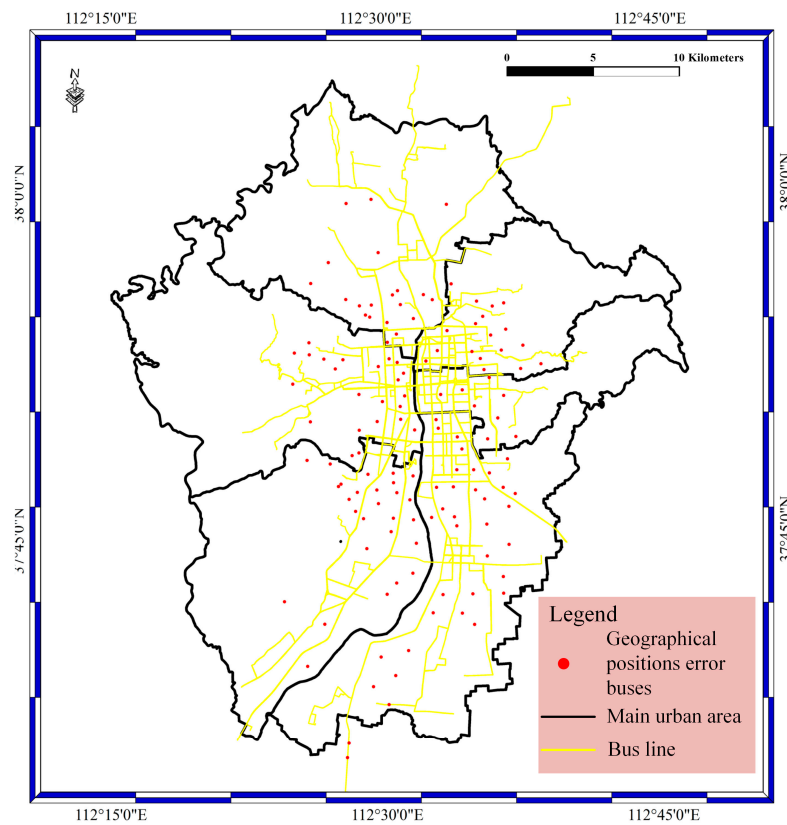 112°15'0"E 112°30'0"E 112°45'0"E
0 5 10 Kilometers
N
38°0'0"N
38°0'0"N
37°45'0"N
37°45'0"N
Legend
Geographical
positions error
buses
Main urban area
Bus line
112°15'0"E 112°30'0"E 112°45'0"E